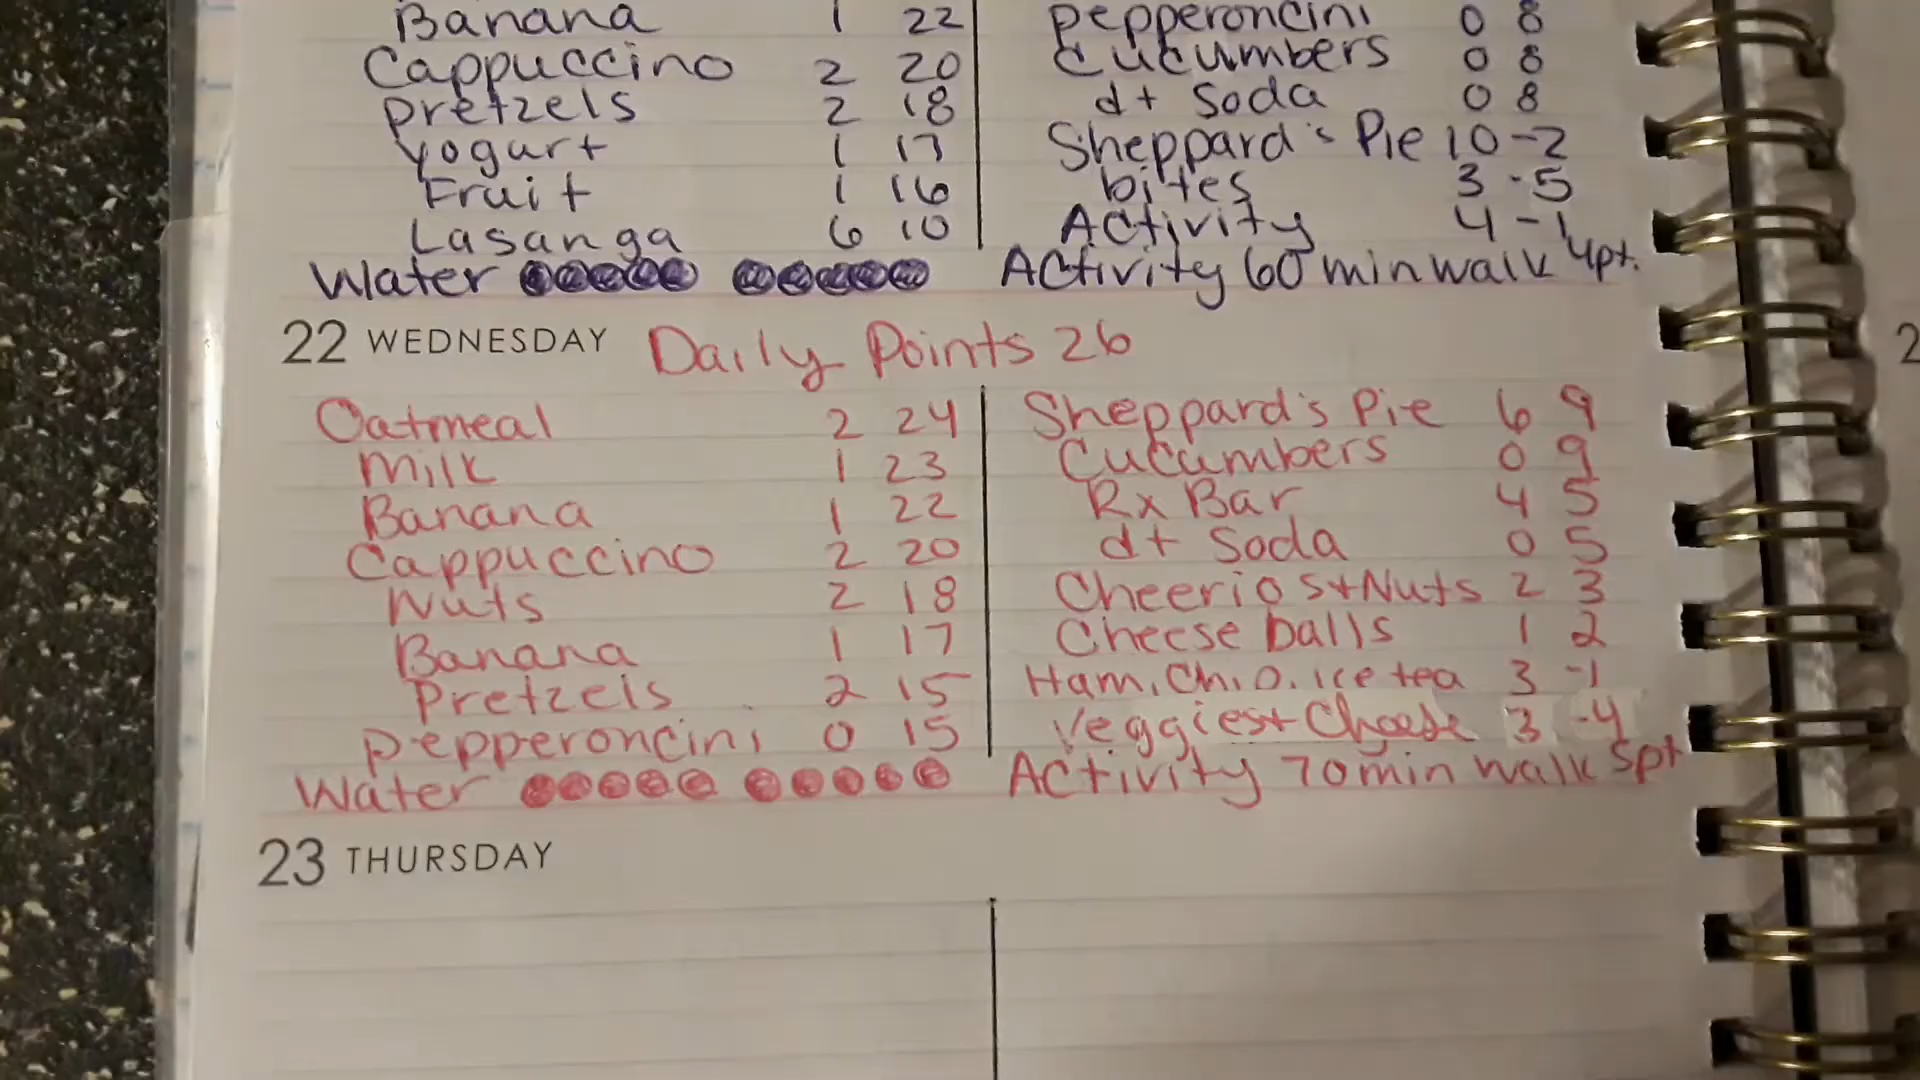 Banana 1 22
Cappuccino 2 20
Pretzels 2 18
Yogurt 1 17
Fruit 1 16
Lasanga 6 10
Pepperoncini 0 8
Cucumbers 0 8
dt Soda 0 8
Sheppard's Pie 10 -2
bites 3 -5
Activity 4 -1
Water
Activity 60 min walk 4pt.
22 WEDNESDAY Daily Points 26
Oatmeal 2 24
Milk 1 23
Banana 1 22
Cappuccino 2 20
Nuts 2 18
Banana 1 17
Pretzels 2 15
Pepperoncini 0 15
Sheppard's Pie 6 9
Cucumbers 0 9
Rx Bar 4 5
dt Soda 0 5
Cheerios+Nuts 2 3
Cheese balls 1 2
Ham, Ch, O, ice tea 3 -1
Veggies+Cheese 3 -4
Water
Activity 70 min walk 5pt
23 THURSDAY
2